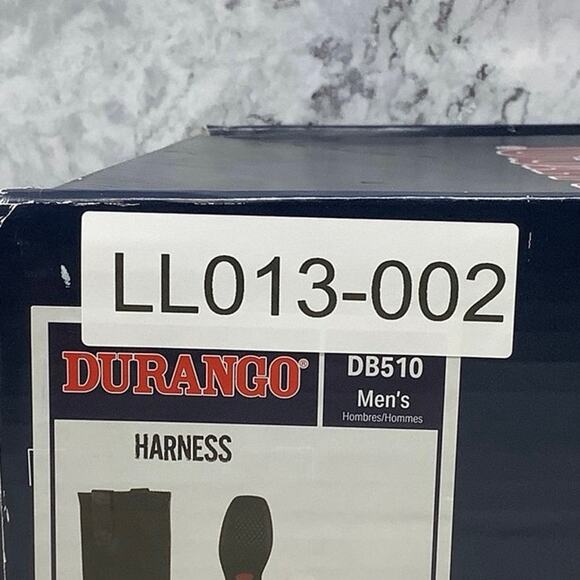 LL013-002
DURANGO®
DB510
Men's
Hombres/Hommes
HARNESS